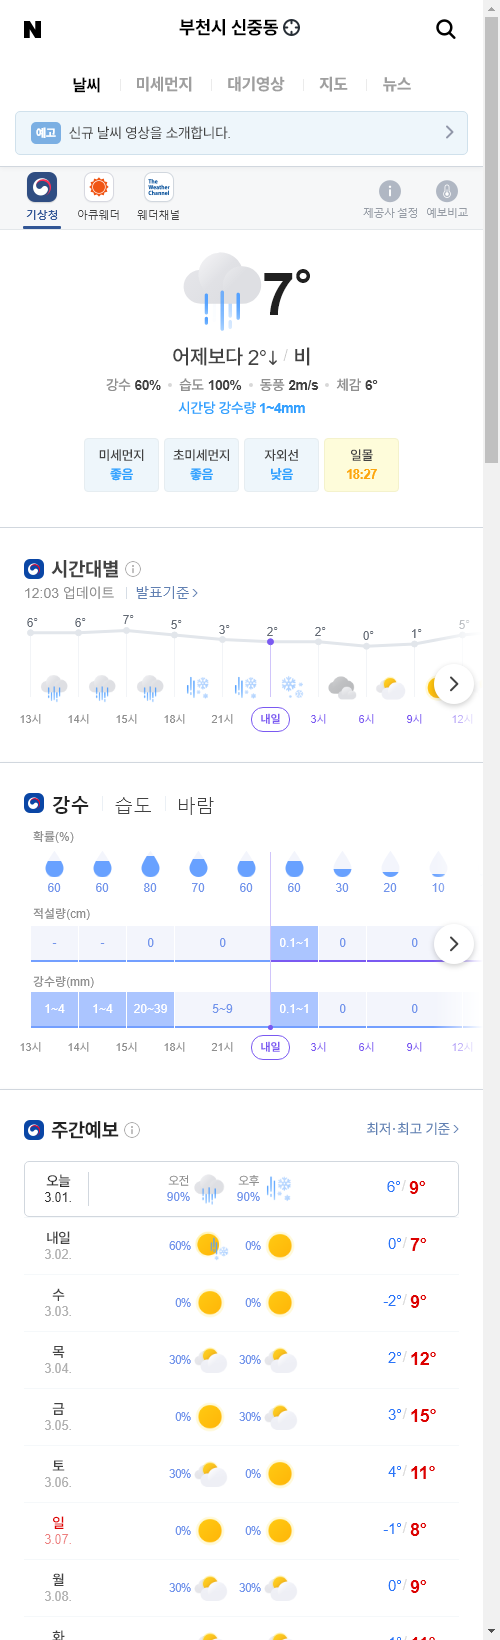 N
부천시 신중동
날씨 미세먼지 대기영상 지도 뉴스
예고 신규 날씨 영상을 소개합니다.
The Weather Channel
기상청 아큐웨더 웨더채널 제공사 설정 예보비교
7°
어제보다 2°↓ / 비
강수 60% • 습도 100% • 동풍 2m/s • 체감 6°
시간당 강수량 1~4mm
미세먼지 초미세먼지 자외선 일몰
좋음 좋음 낮음 18:27
시간대별
12:03 업데이트 발표기준 >
6° 6° 7° 5° 3° 2° 2° 0° 1° 5°
13시 14시 15시 18시 21시 내일 3시 6시 9시 12시
강수 습도 바람
확률(%)
60 60 80 70 60 60 30 20 10
적설량(cm)
- - 0 0 0.1~1 0 0
강수량(mm)
1~4 1~4 20~39 5~9 0.1~1 0 0
13시 14시 15시 18시 21시 내일 3시 6시 9시 12시
주간예보 최저·최고 기준 >
오늘 3.01. 오전 90% 오후 90% 6° / 9°
내일 3.02. 60% 0% 0° / 7°
수 3.03. 0% 0% -2° / 9°
목 3.04. 30% 30% 2° / 12°
금 3.05. 0% 30% 3° / 15°
토 3.06. 30% 0% 4° / 11°
일 3.07. 0% 0% -1° / 8°
월 3.08. 30% 30% 0° / 9°
화